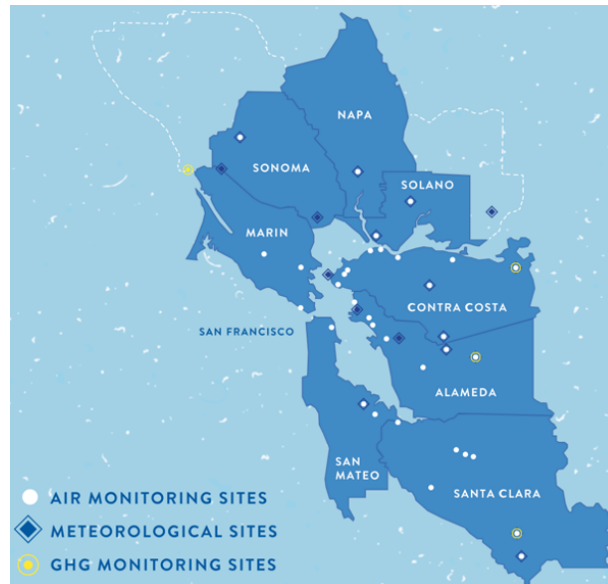 NAPA
SONOMA
SOLANO
MARIN
CONTRA COSTA
SAN FRANCISCO
ALAMEDA
SAN
MATEO
SANTA CLARA
AIR MONITORING SITES
METEOROLOGICAL SITES
GHG MONITORING SITES